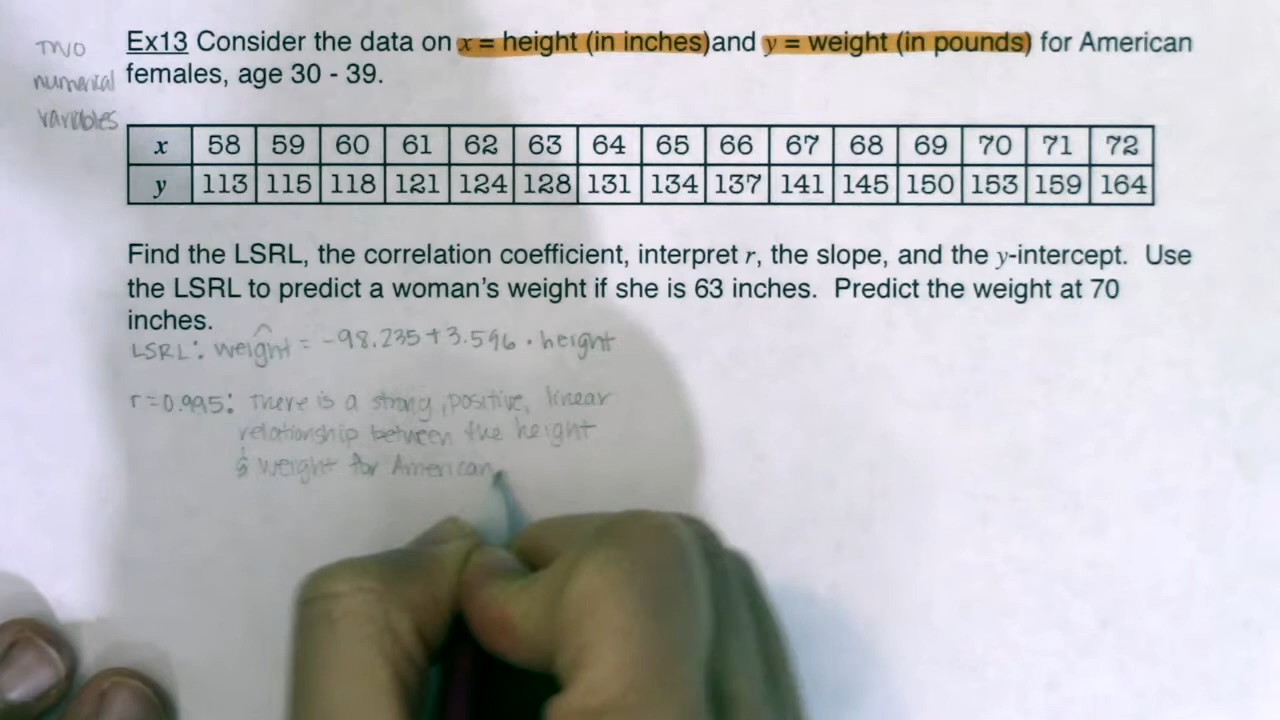 TWO
numerical
variables
Ex13 Consider the data on x = height (in inches) and y = weight (in pounds) for American
females, age 30 - 39.
x 58 59 60 61 62 63 64 65 66 67 68 69 70 71 72
y 113 115 118 121 124 128 131 134 137 141 145 150 153 159 164
Find the LSRL, the correlation coefficient, interpret r, the slope, and the y-intercept. Use
the LSRL to predict a woman's weight if she is 63 inches. Predict the weight at 70
inches.
LSRL: weight^ = -98.235 + 3.596 · height
r=0.995: There is a strong, positive, linear
relationship between the height
& weight for American